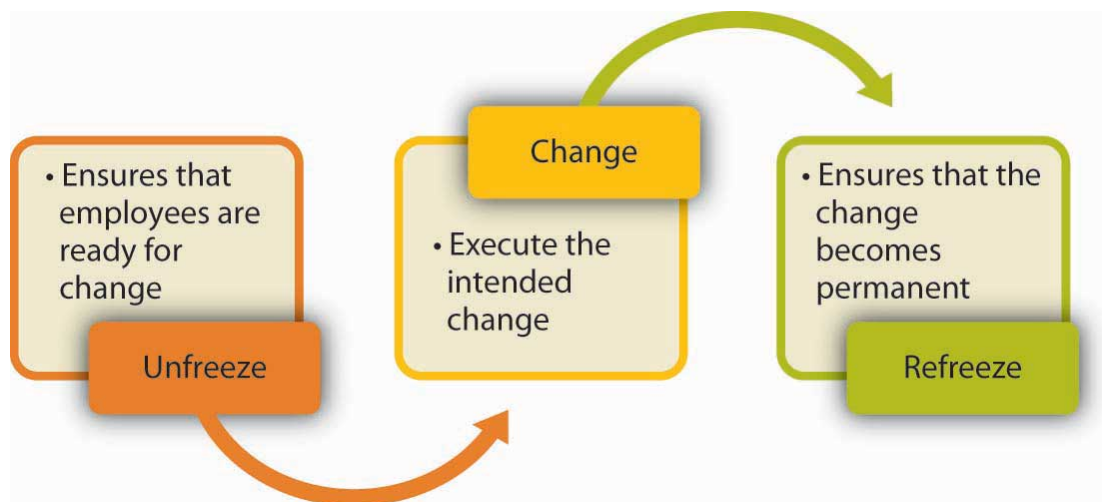 • Ensures that
employees are
ready for
change
Unfreeze
Change
• Execute the
intended
change
• Ensures that the
change
becomes
permanent
Refreeze